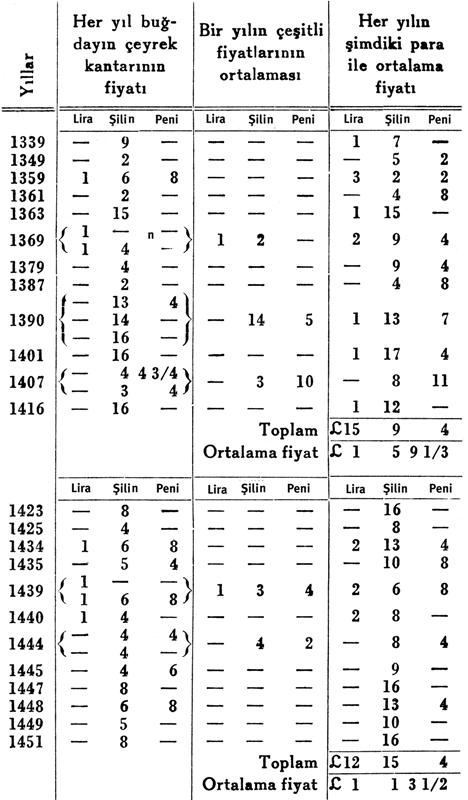 Yıllar
Her yıl buğ-
dayın çeyrek
kantarının
fiyatı
Bir yılın çeşitli
fiyatlarının
ortalaması
Her yılın
şimdiki para
ile ortalama
fiyatı
Lira Şilin Peni Lira Şilin Peni Lira Şilin Peni
1339 — 9 — — — — 1 7 —
1349 — 2 — — — — — 5 2
1359 1 6 8 — — — 3 2 2
1361 — 2 — — — — — 4 8
1363 — 15 — — — — 1 15 —
1 — n —
1369 { } 1 2 — 2 9 4
1 4 —
1379 — 4 — — — — — 9 4
1387 — 2 — — — — — 4 8
— 13 4
1390 { — 14 — } — 14 5 1 13 7
— 16 —
1401 — 16 — — — — 1 17 4
— 4 4 3/4
1407 { } — 3 10 — 8 11
— 3 4
1416 — 16 — — — — 1 12 —
Toplam £15 9 4
Ortalama fiyat £ 1 5 9 1/3
Lira Şilin Peni Lira Şilin Peni Lira Şilin Peni
1423 — 8 — — — — — 16 —
1425 — 4 — — — — — 8 —
1434 1 6 8 — — — 2 13 4
1435 — 5 4 — — — — 10 8
1 — —
1439 { } 1 3 4 2 6 8
1 6 8
1440 1 4 — — — — 2 8 —
— 4 4
1444 { } — 4 2 — 8 4
— 4 —
1445 — 4 6 — — — — 9 —
1447 — 8 — — — — — 16 —
1448 — 6 8 — — — — 13 4
1449 — 5 — — — — — 10 —
1451 — 8 — — — — — 16 —
Toplam £12 15 4
Ortalama fiyat £ 1 1 3 1/2